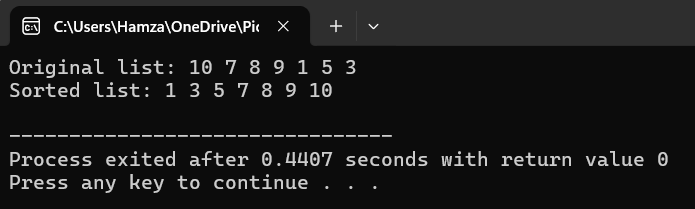 C:\Users\Hamza\OneDrive\Pic
Original list: 10 7 8 9 1 5 3
Sorted list: 1 3 5 7 8 9 10
--------------------------------
Process exited after 0.4407 seconds with return value 0
Press any key to continue . . .